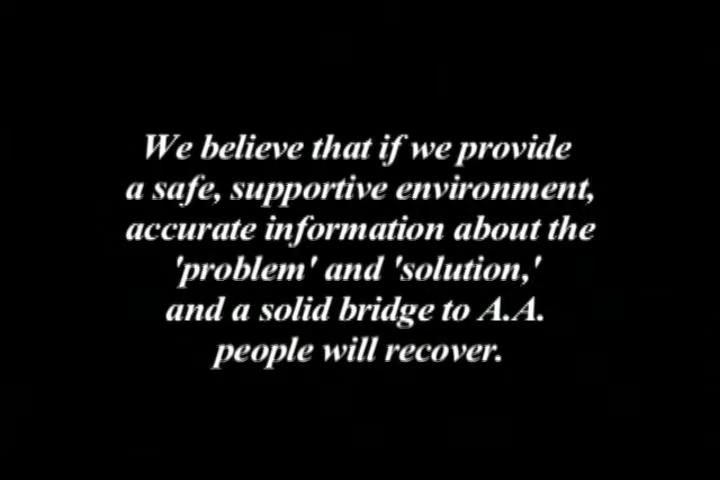 We believe that if we provide
a safe, supportive environment,
accurate information about the
'problem' and 'solution,'
and a solid bridge to A.A.
people will recover.